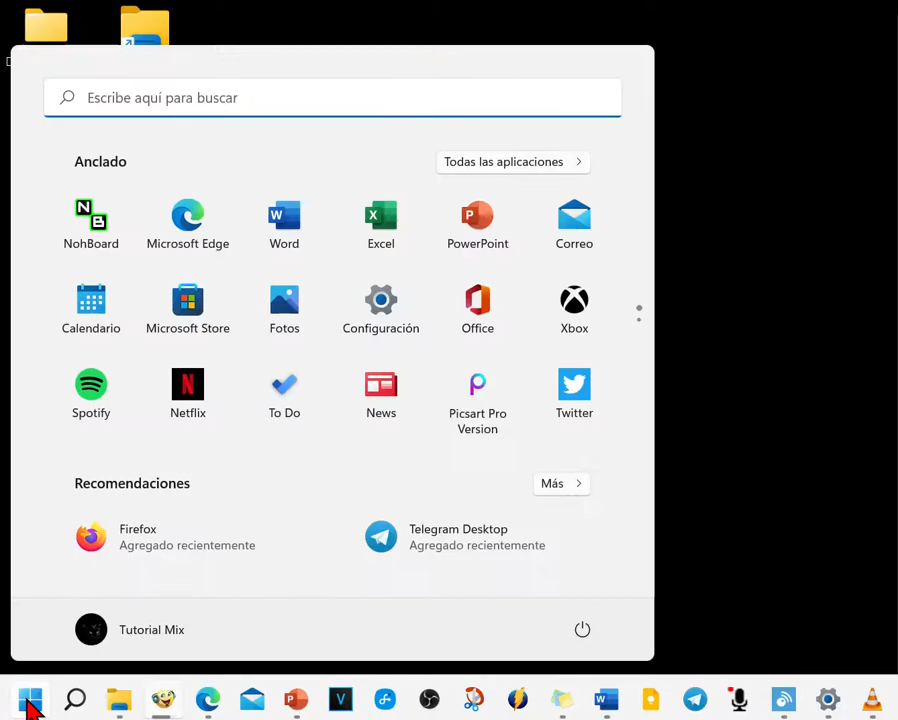 Escribe aquí para buscar
Anclado
Todas las aplicaciones
NohBoard
Microsoft Edge
Word
Excel
PowerPoint
Correo
Calendario
Microsoft Store
Fotos
Configuración
Office
Xbox
Spotify
Netflix
To Do
News
Picsart Pro
Version
Twitter
Recomendaciones
Más
Firefox
Agregado recientemente
Telegram Desktop
Agregado recientemente
Tutorial Mix